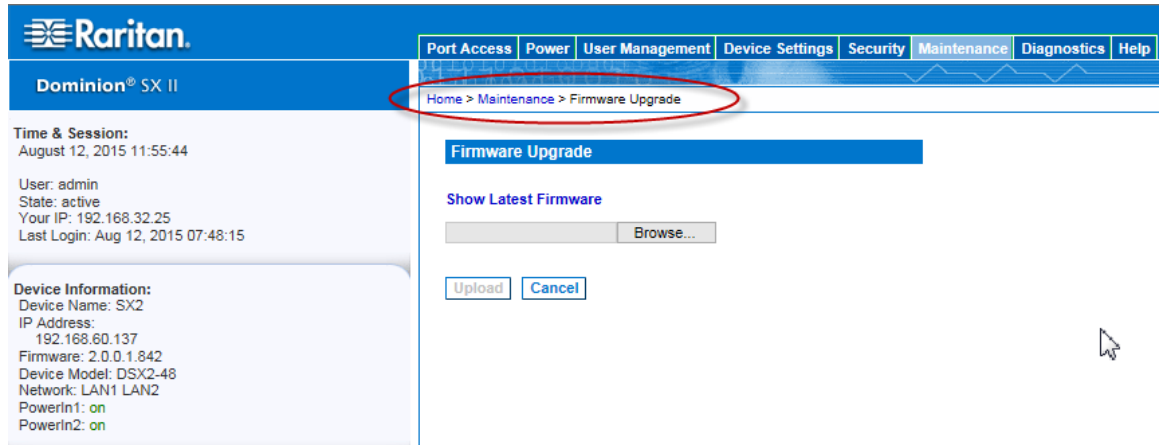 Raritan.
Port Access Power User Management Device Settings Security Maintenance Diagnostics Help
Dominion® SX II
Home > Maintenance > Firmware Upgrade
Time & Session:
August 12, 2015 11:55:44
User: admin
State: active
Your IP: 192.168.32.25
Last Login: Aug 12, 2015 07:48:15
Device Information:
Device Name: SX2
IP Address:
192.168.60.137
Firmware: 2.0.0.1.842
Device Model: DSX2-48
Network: LAN1 LAN2
PowerIn1: on
PowerIn2: on
Firmware Upgrade
Show Latest Firmware
Browse...
Upload Cancel